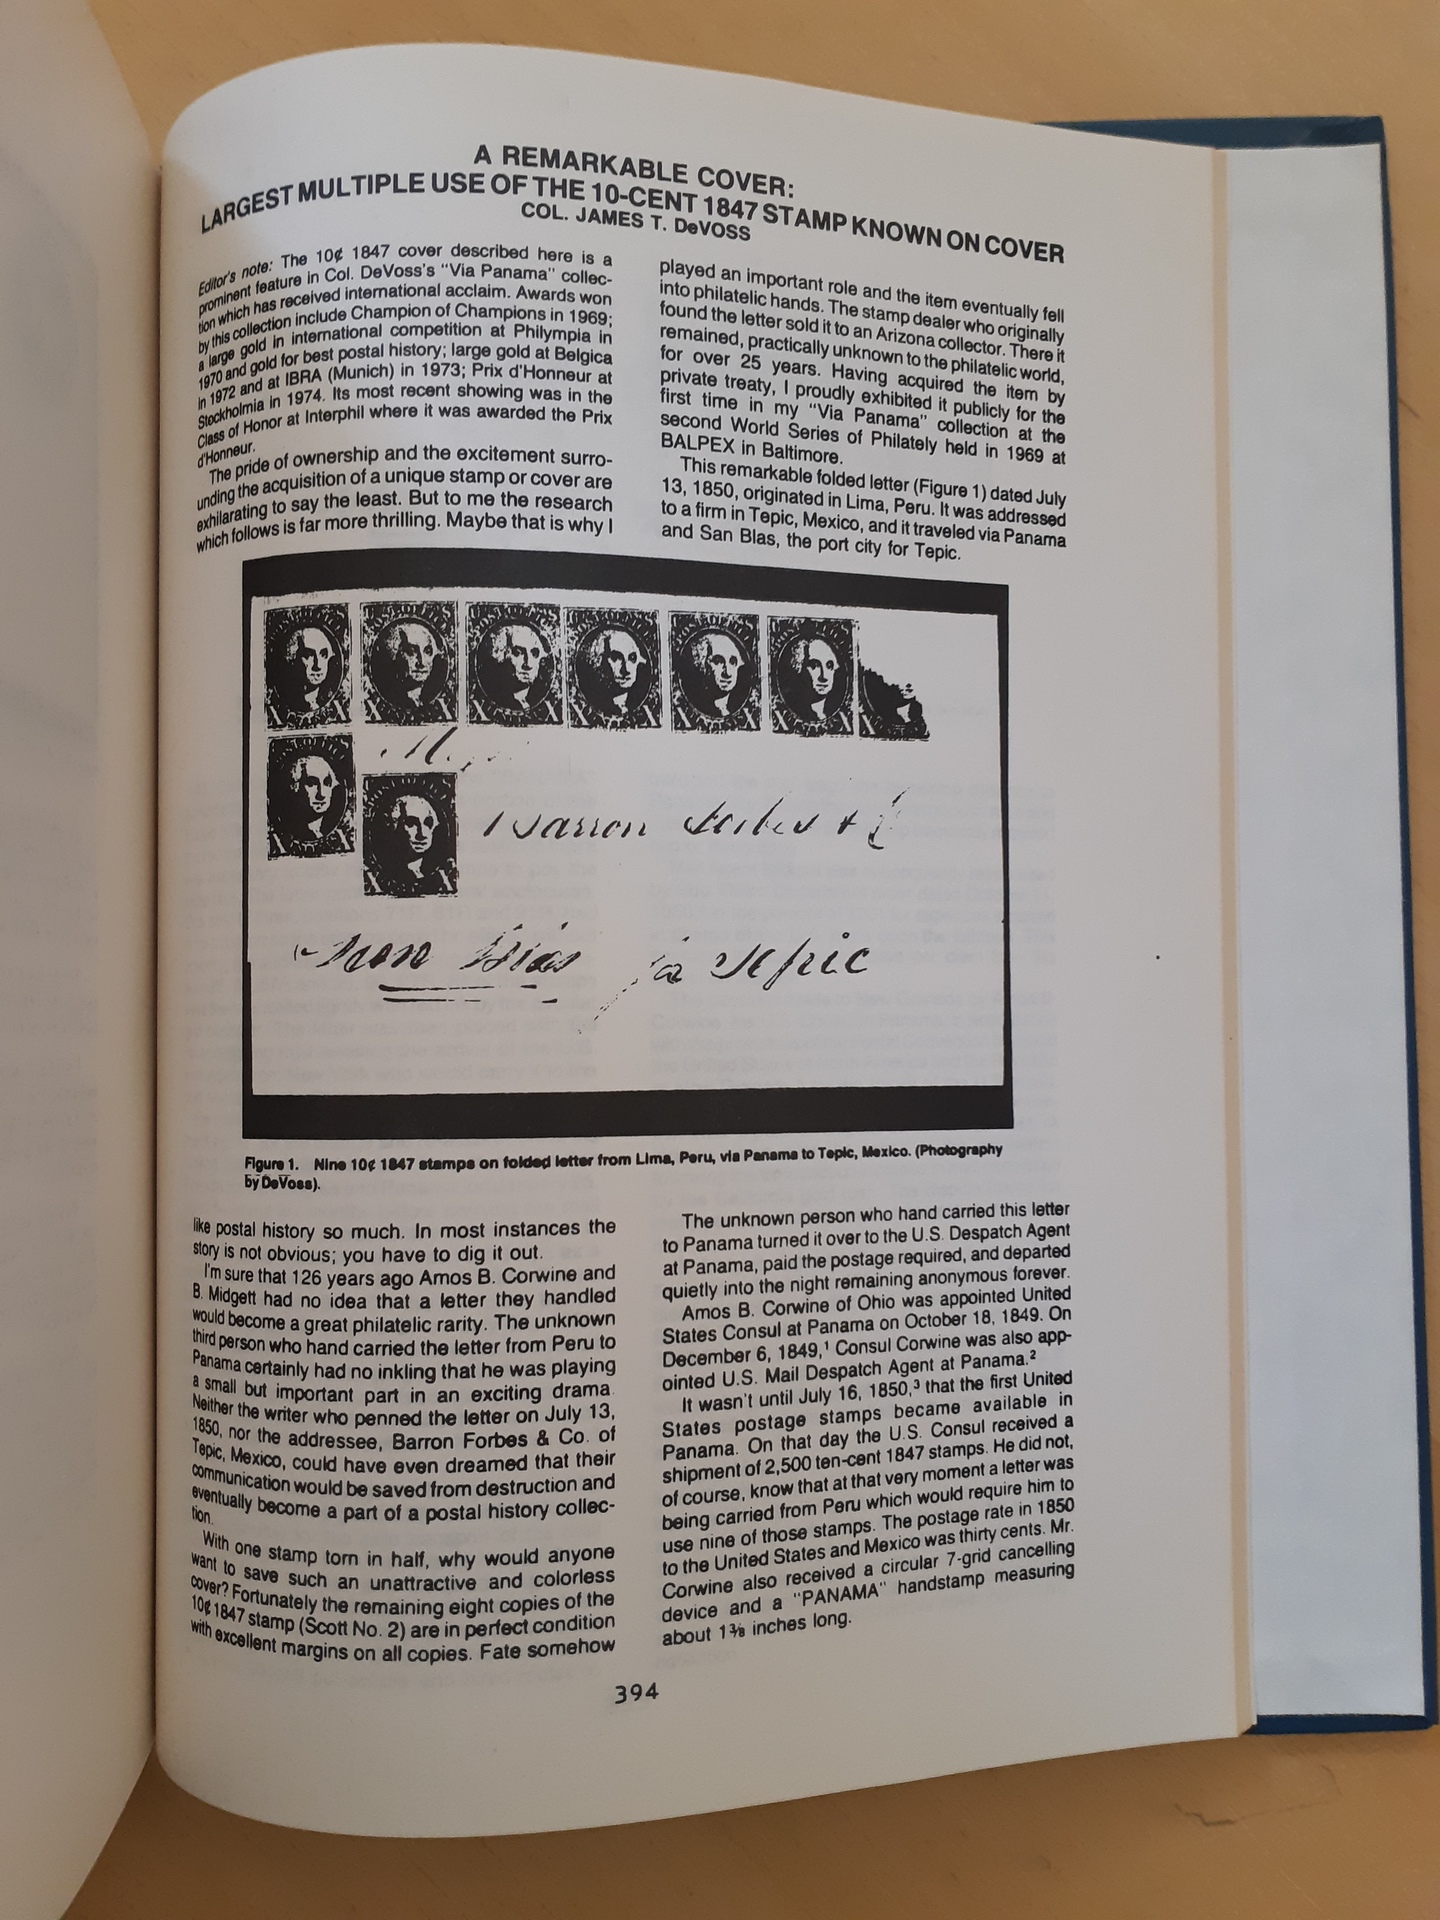 A REMARKABLE COVER:
LARGEST MULTIPLE USE OF THE 10-CENT 1847 STAMP KNOWN ON COVER
COL. JAMES T. DeVOSS
Editor's note: The 10¢ 1847 cover described here is a
prominent feature in Col. DeVoss's "Via Panama" collec-
tion which has received international acclaim. Awards won
by this collection include Champion of Champions in 1969;
a large gold in international competition at Philympia in
1970 and gold for best postal history; large gold at Belgica
in 1972 and at IBRA (Munich) in 1973; Prix d'Honneur at
Stockholmia in 1974. Its most recent showing was in the
Class of Honor at Interphil where it was awarded the Prix
d'Honneur.
The pride of ownership and the excitement surro-
unding the acquisition of a unique stamp or cover are
exhilarating to say the least. But to me the research
which follows is far more thrilling. Maybe that is why I
played an important role and the item eventually fell
into philatelic hands. The stamp dealer who originally
found the letter sold it to an Arizona collector. There it
remained, practically unknown to the philatelic world,
for over 25 years. Having acquired the item by
private treaty, I proudly exhibited it publicly for the
first time in my "Via Panama" collection at the
second World Series of Philately held in 1969 at
BALPEX in Baltimore.
This remarkable folded letter (Figure 1) dated July
13, 1850, originated in Lima, Peru. It was addressed
to a firm in Tepic, Mexico, and it traveled via Panama
and San Blas, the port city for Tepic.
X X X X X X X X X X X X X
X X X X
Barron Forbes & C
Blas Tepic
Figure 1. Nine 10¢ 1847 stamps on folded letter from Lima, Peru, via Panama to Tepic, Mexico. (Photography
by DeVoss).
like postal history so much. In most instances the
story is not obvious; you have to dig it out.
I'm sure that 126 years ago Amos B. Corwine and
B. Midgett had no idea that a letter they handled
would become a great philatelic rarity. The unknown
third person who hand carried the letter from Peru to
Panama certainly had no inkling that he was playing
a small but important part in an exciting drama.
Neither the writer who penned the letter on July 13,
1850, nor the addressee, Barron Forbes & Co. of
Tepic, Mexico, could have even dreamed that their
communication would be saved from destruction and
eventually become a part of a postal history collec-
tion.
With one stamp torn in half, why would anyone
want to save such an unattractive and colorless
cover? Fortunately the remaining eight copies of the
10¢ 1847 stamp (Scott No. 2) are in perfect condition
with excellent margins on all copies. Fate somehow
The unknown person who hand carried this letter
to Panama turned it over to the U.S. Despatch Agent
at Panama, paid the postage required, and departed
quietly into the night remaining anonymous forever.
Amos B. Corwine of Ohio was appointed United
States Consul at Panama on October 18, 1849. On
December 6, 1849,¹ Consul Corwine was also app-
ointed U.S. Mail Despatch Agent at Panama.²
It wasn't until July 16, 1850,³ that the first United
States postage stamps became available in
Panama. On that day the U.S. Consul received a
shipment of 2,500 ten-cent 1847 stamps. He did not,
of course, know that at that very moment a letter was
being carried from Peru which would require him to
use nine of those stamps. The postage rate in 1850
to the United States and Mexico was thirty cents. Mr.
Corwine also received a circular 7-grid cancelling
device and a "PANAMA" handstamp measuring
about 1⅜ inches long.
394